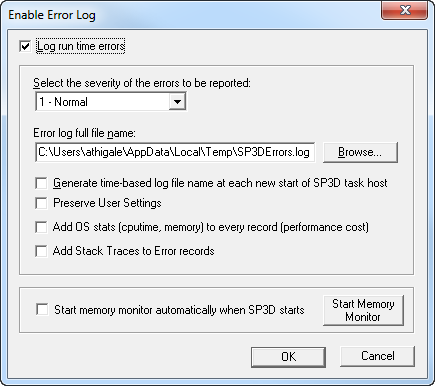 Enable Error Log
Log run time errors
Select the severity of the errors to be reported:
1 - Normal
Error log full file name:
C:\Users\athigale\AppData\Local\Temp\SP3DErrors.log
Browse...
Generate time-based log file name at each new start of SP3D task host
Preserve User Settings
Add OS stats (cputime, memory) to every record (performance cost)
Add Stack Traces to Error records
Start memory monitor automatically when SP3D starts
Start Memory
Monitor
OK
Cancel